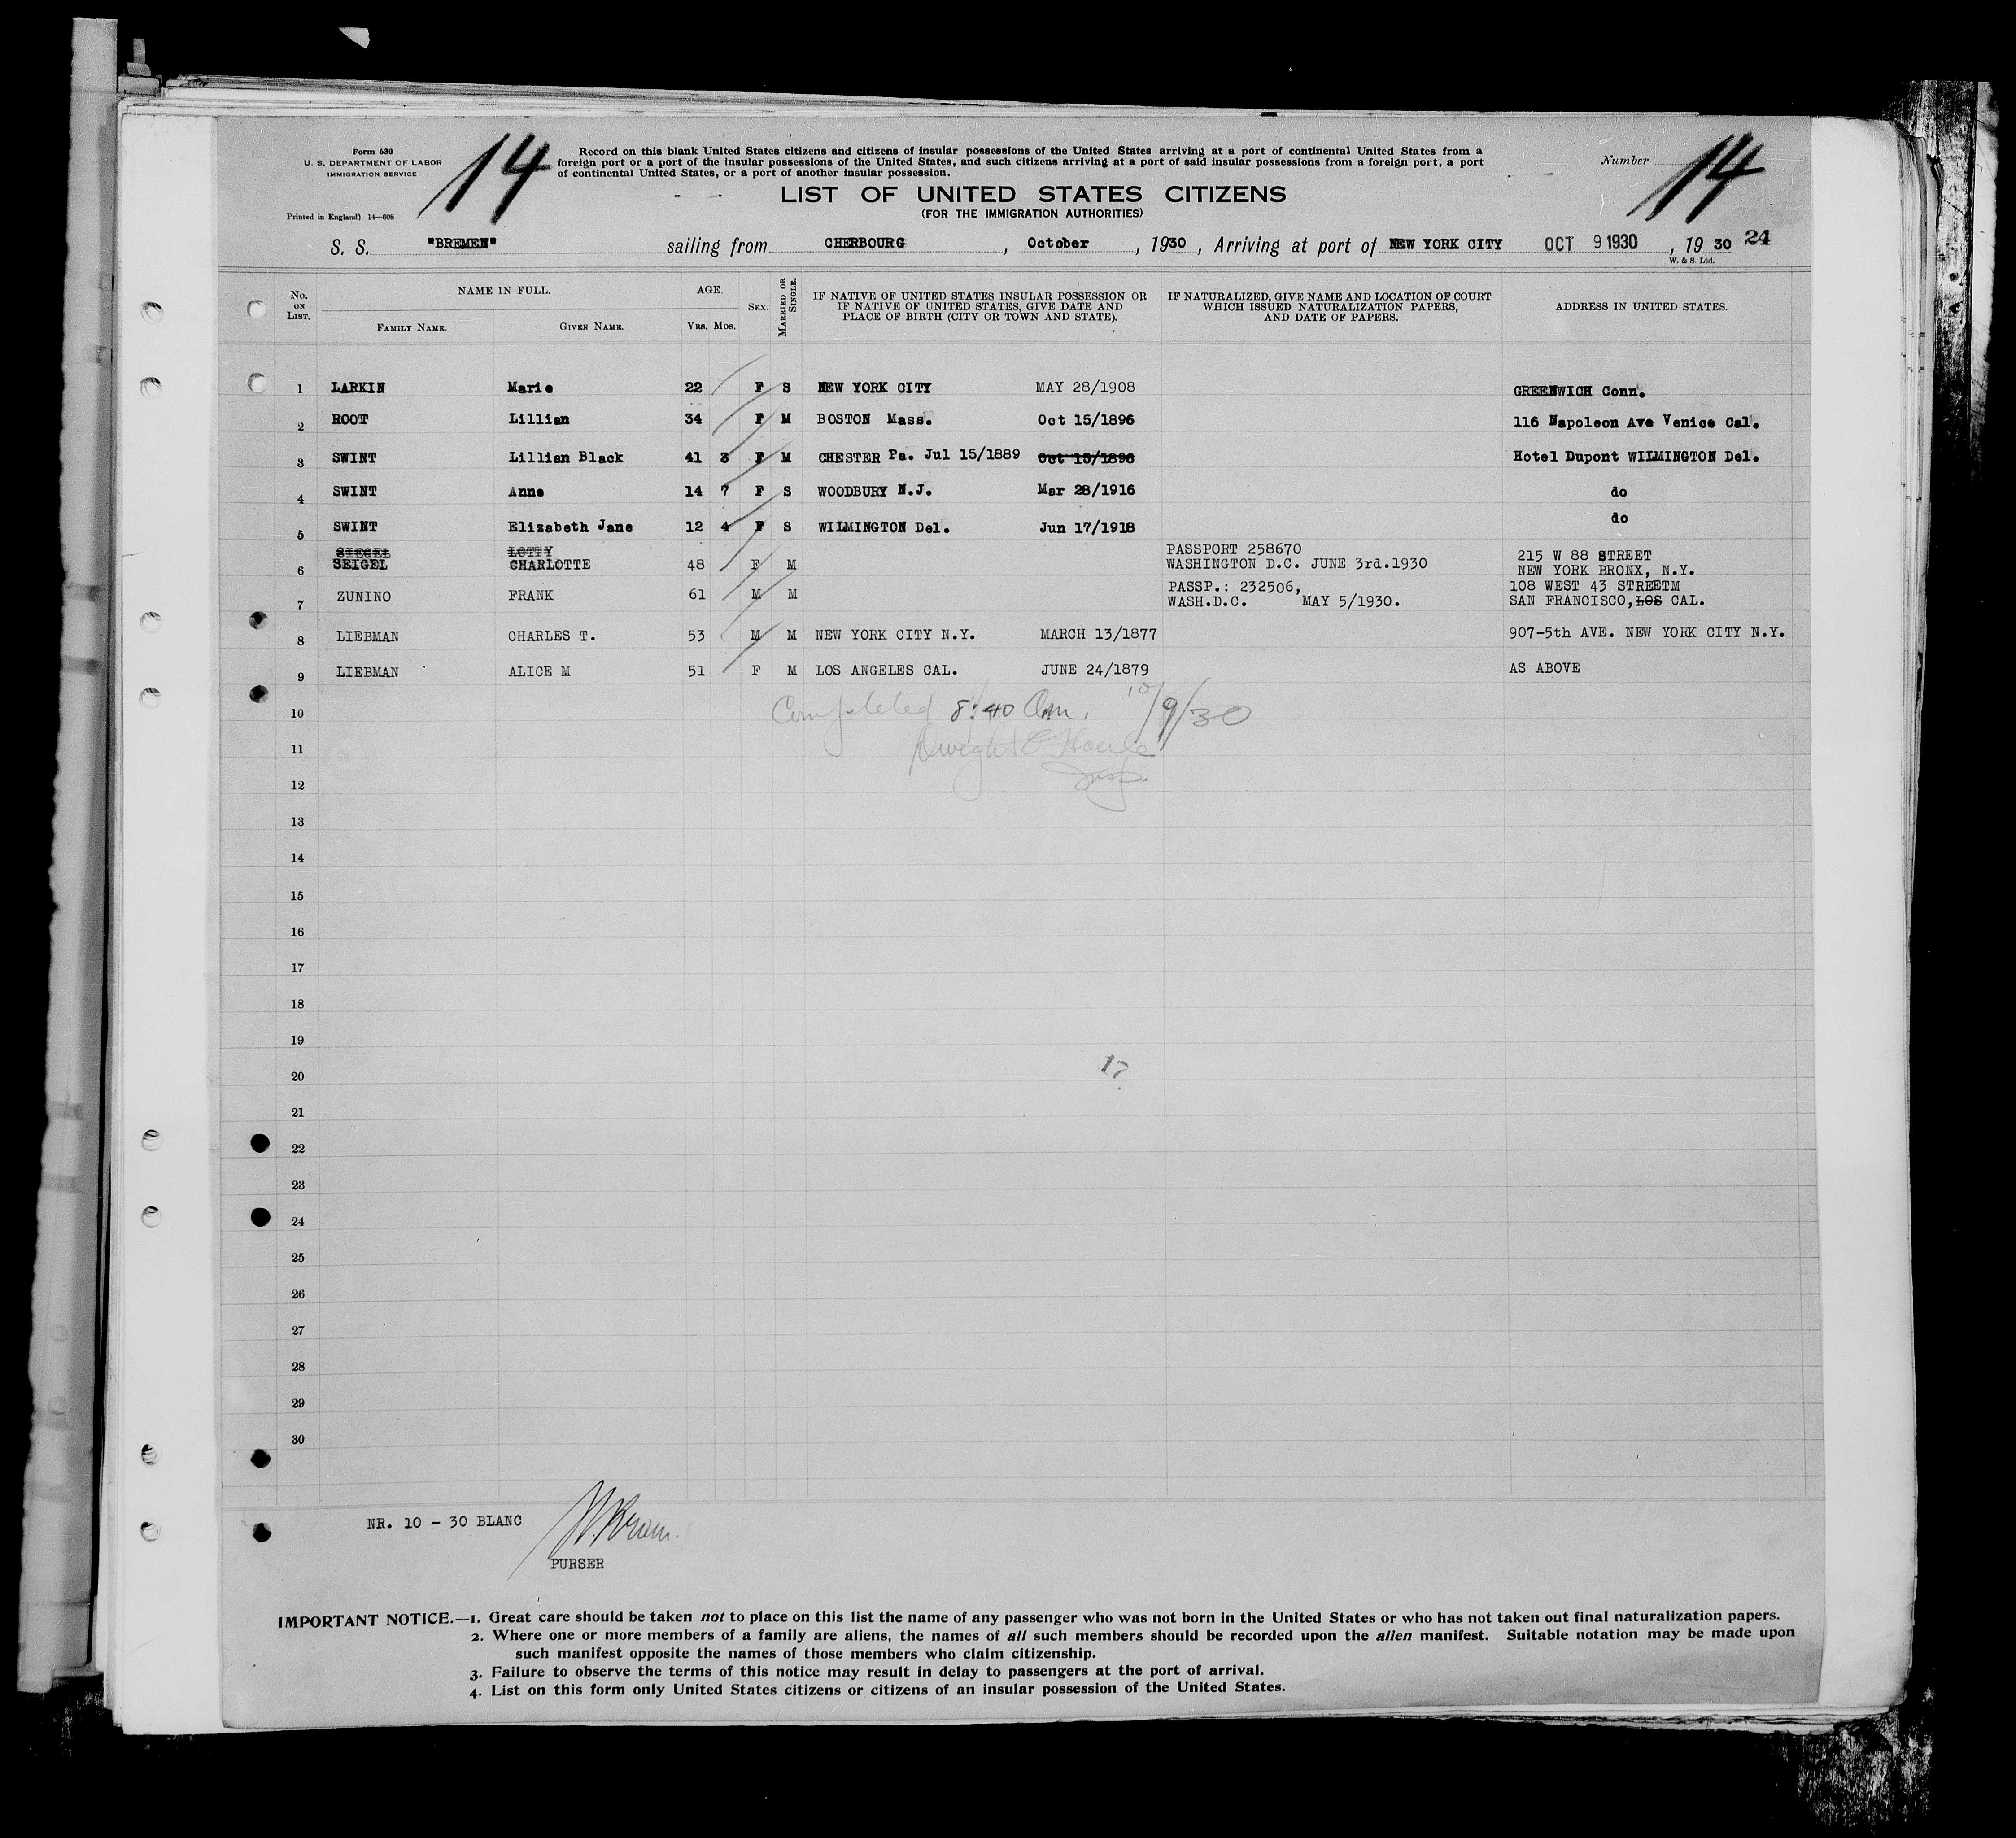 Form 630
U. S. DEPARTMENT OF LABOR
IMMIGRATION SERVICE
Printed in England) 14—608
14
Record on this blank United States citizens and citizens of insular possessions of the United States arriving at a port of continental United States from a
foreign port or a port of the insular possessions of the United States, and such citizens arriving at a port of said insular possessions from a foreign port, a port
of continental United States, or a port of another insular possession.
Number 14
LIST OF UNITED STATES CITIZENS
(FOR THE IMMIGRATION AUTHORITIES)
S. S. "BREMEN" sailing from CHERBOURG, October, 1930, Arriving at port of NEW YORK CITY OCT 9 1930, 19 30 24
W. & S. Ltd.
No. ON LIST. NAME IN FULL. AGE. SEX. MARRIED OR SINGLE. IF NATIVE OF UNITED STATES INSULAR POSSESSION OR IF NATIVE OF UNITED STATES, GIVE DATE AND PLACE OF BIRTH (CITY OR TOWN AND STATE). IF NATURALIZED, GIVE NAME AND LOCATION OF COURT WHICH ISSUED NATURALIZATION PAPERS, AND DATE OF PAPERS. ADDRESS IN UNITED STATES.
FAMILY NAME. GIVEN NAME. YRS. MOS.
1 LARKIN Marie 22 F S NEW YORK CITY MAY 28/1908 GREENWICH Conn.
2 ROOT Lillian 34 F M BOSTON Mass. Oct 15/1896 116 Napoleon Ave Venice Cal.
3 SWINT Lillian Black 41 3 F M CHESTER Pa. Jul 15/1889 Oct 15/1896 Hotel Dupont WILMINGTON Del.
4 SWINT Anne 14 7 F S WOODBURY N.J. Mar 28/1916 do
5 SWINT Elizabeth Jane 12 4 F S WILMINGTON Del. Jun 17/1918 do
SIEGEL LOTTY PASSPORT 258670 215 W 88 STREET
6 SEIGEL CHARLOTTE 48 F M WASHINGTON D.C. JUNE 3rd.1930 NEW YORK BRONX, N.Y.
PASSP.: 232506, 108 WEST 43 STREETM
7 ZUNINO FRANK 61 M M WASH.D.C. MAY 5/1930. SAN FRANCISCO, LOS CAL.
8 LIEBMAN CHARLES T. 53 M M NEW YORK CITY N.Y. MARCH 13/1877 907-5th AVE. NEW YORK CITY N.Y.
9 LIEBMAN ALICE M 51 F M LOS ANGELES CAL. JUNE 24/1879 AS ABOVE
10 Completed 8:40 Am. 10/9/30
11 Dwight
12 Insp.
13
14
15
16
17
18
19
17
20
21
22
23
24
25
26
27
28
29
30
NR. 10 - 30 BLANC
PURSER
IMPORTANT NOTICE.—1. Great care should be taken not to place on this list the name of any passenger who was not born in the United States or who has not taken out final naturalization papers.
2. Where one or more members of a family are aliens, the names of all such members should be recorded upon the alien manifest. Suitable notation may be made upon
such manifest opposite the names of those members who claim citizenship.
3. Failure to observe the terms of this notice may result in delay to passengers at the port of arrival.
4. List on this form only United States citizens or citizens of an insular possession of the United States.